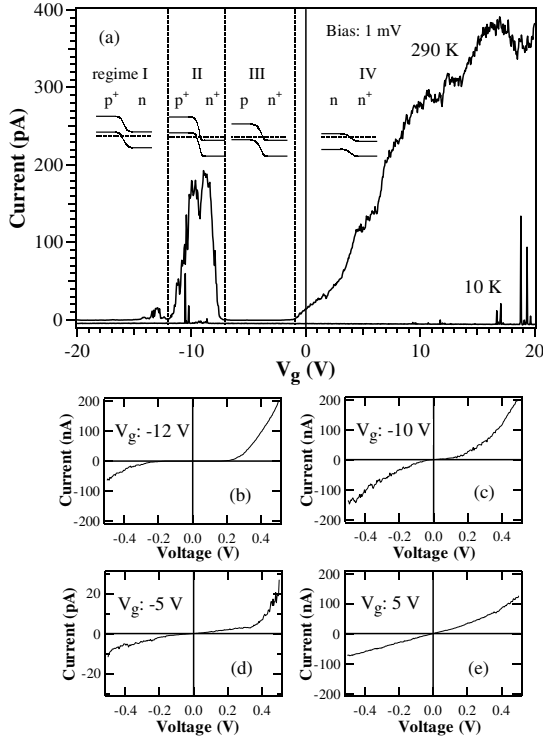 400
300
200
100
0
Current (pA)
(a)
Bias: 1 mV
290 K
regime I II III IV
p⁺ n p⁺ n⁺ p n⁺ n n⁺
10 K
-20 -10 0 10 20
V_g (V)
200
100
0
-100
-200
Current (nA)
V_g: -12 V
(b)
-0.4 -0.2 0.0 0.2 0.4
Voltage (V)
200
100
0
-100
-200
Current (nA)
V_g: -10 V
(c)
-0.4 -0.2 0.0 0.2 0.4
Voltage (V)
20
0
-20
Current (pA)
V_g: -5 V
(d)
-0.4 -0.2 0.0 0.2 0.4
Voltage (V)
200
100
0
-100
-200
Current (nA)
V_g: 5 V
(e)
-0.4 -0.2 0.0 0.2 0.4
Voltage (V)